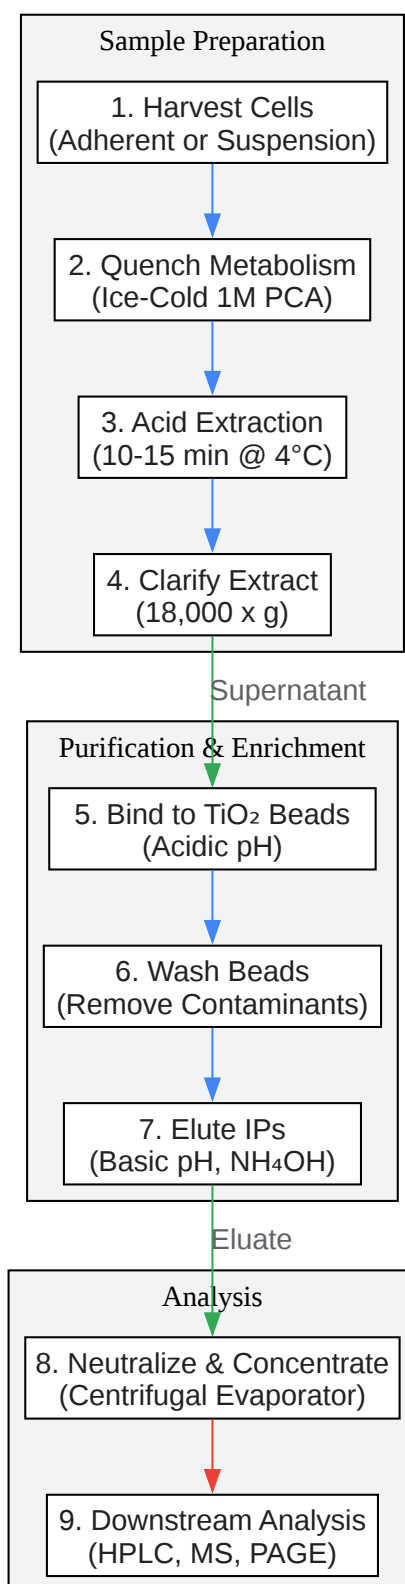 Sample Preparation
1. Harvest Cells
(Adherent or Suspension)
2. Quench Metabolism
(Ice-Cold 1M PCA)
3. Acid Extraction
(10-15 min @ 4°C)
4. Clarify Extract
(18,000 x g)
Supernatant
Purification & Enrichment
5. Bind to TiO₂ Beads
(Acidic pH)
6. Wash Beads
(Remove Contaminants)
7. Elute IPs
(Basic pH, NH₄OH)
Eluate
Analysis
8. Neutralize & Concentrate
(Centrifugal Evaporator)
9. Downstream Analysis
(HPLC, MS, PAGE)